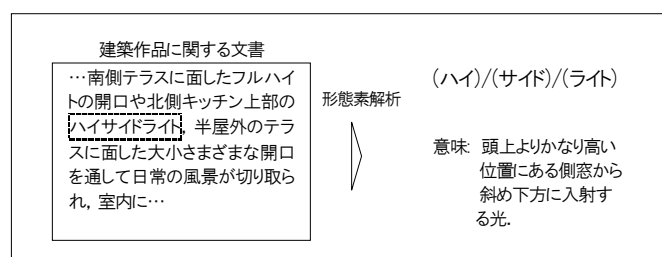 建築作品に関する文書
…南側テラスに面したフルハイ
トの開口や北側キッチン上部の
ハイサイドライト，半屋外のテラ
スに面した大小さまざまな開口
を通して日常の風景が切り取ら
れ，室内に…
形態素解析
(ハイ)/(サイド)/(ライト)
意味: 頭上よりかなり高い
位置にある側窓から
斜め下方に入射す
る光．